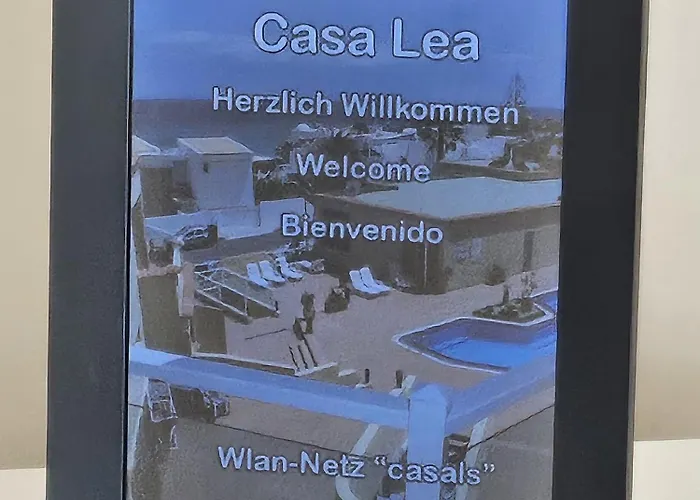 Casa Lea
Herzlich Willkommen
Welcome
Bienvenido
Wlan-Netz “casals”